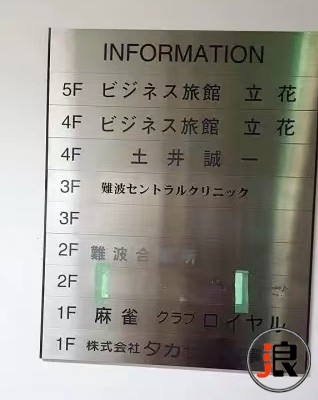 INFORMATION
5F ビジネス旅館 立花
4F ビジネス旅館 立花
4F 土井誠一
3F 難波セントラルクリニック
3F
2F 難波合
2F
1F 麻雀 クラブ ロイヤル
1F 株式会社タカ
浪